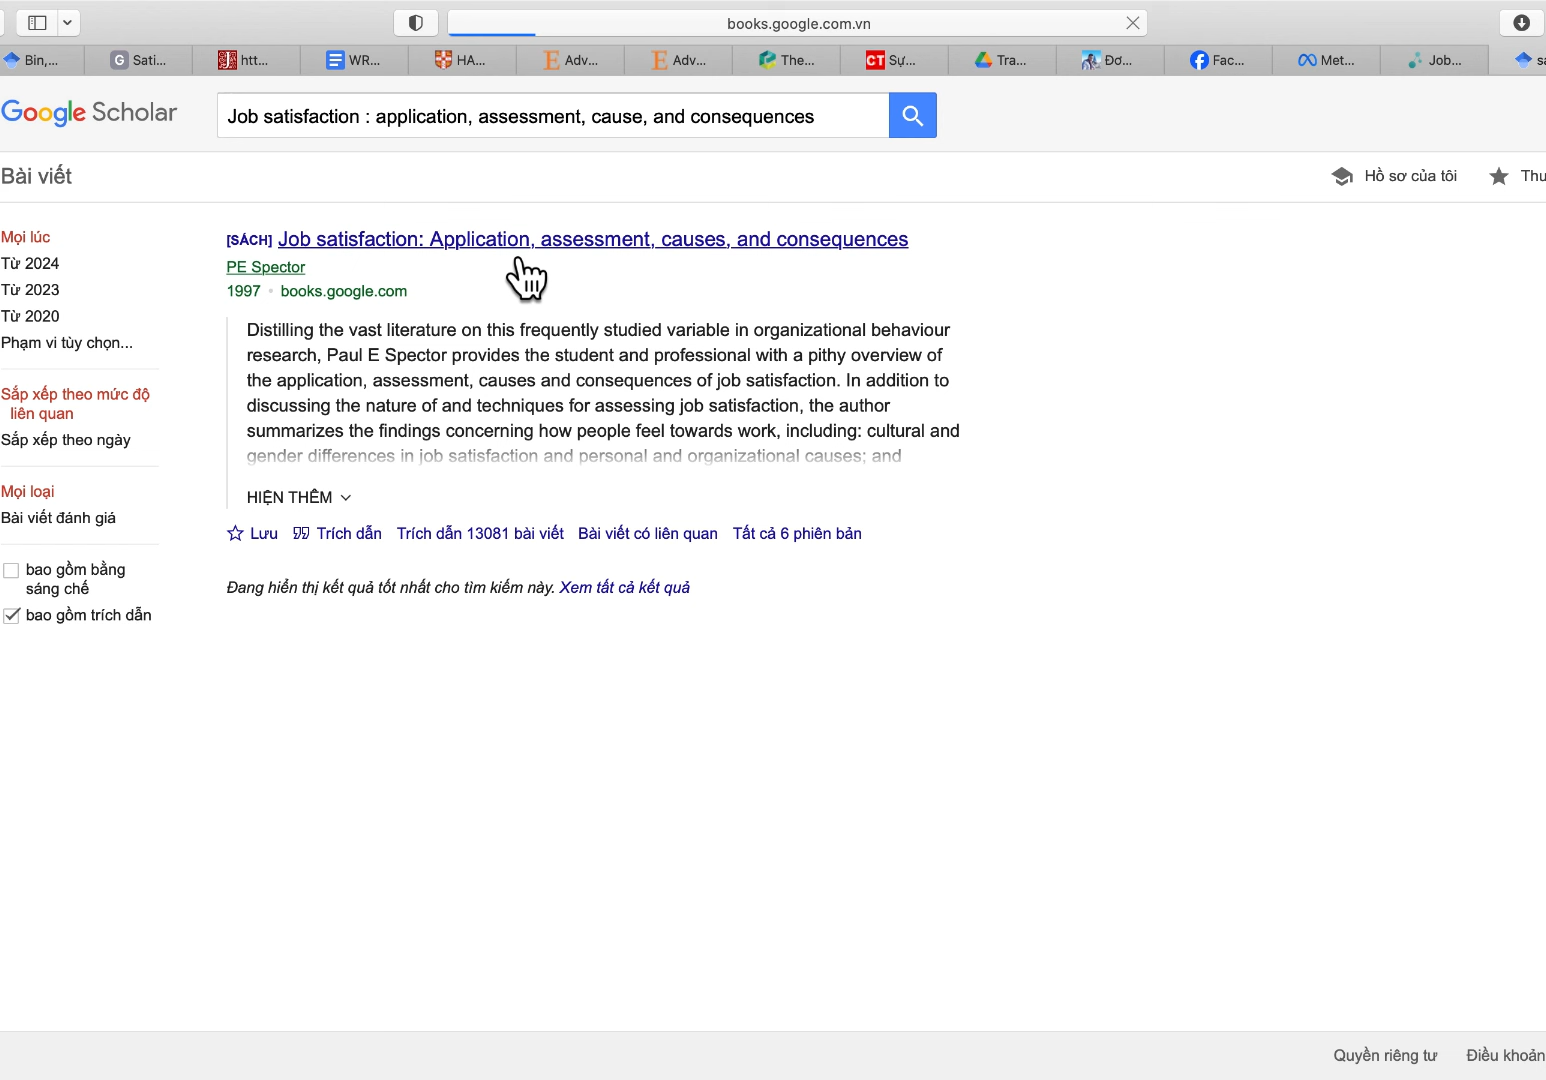 books.google.com.vn
Bin,...
G Sati...
htt...
WR...
HA...
E Adv...
E Adv...
The...
CT Sự...
Tra...
Đơ...
Fac...
Met...
Job...
sa
Google Scholar
Job satisfaction : application, assessment, cause, and consequences
Bài viết
Hồ sơ của tôi
Thu
Mọi lúc
Từ 2024
Từ 2023
Từ 2020
Phạm vi tùy chọn...
Sắp xếp theo mức độ
liên quan
Sắp xếp theo ngày
Mọi loại
Bài viết đánh giá
bao gồm bằng
sáng chế
bao gồm trích dẫn
[SÁCH] Job satisfaction: Application, assessment, causes, and consequences
PE Spector
1997 • books.google.com
Distilling the vast literature on this frequently studied variable in organizational behaviour
research, Paul E Spector provides the student and professional with a pithy overview of
the application, assessment, causes and consequences of job satisfaction. In addition to
discussing the nature of and techniques for assessing job satisfaction, the author
summarizes the findings concerning how people feel towards work, including: cultural and
gender differences in job satisfaction and personal and organizational causes; and
HIỆN THÊM
Lưu Trích dẫn Trích dẫn 13081 bài viết Bài viết có liên quan Tất cả 6 phiên bản
Đang hiển thị kết quả tốt nhất cho tìm kiếm này. Xem tất cả kết quả
Quyền riêng tư
Điều khoản